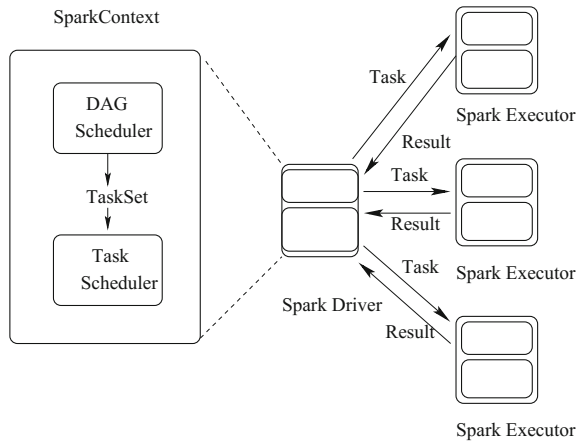 SparkContext
DAG
Scheduler
TaskSet
Task
Scheduler
Spark Driver
Task
Result
Spark Executor
Task
Result
Spark Executor
Task
Result
Spark Executor